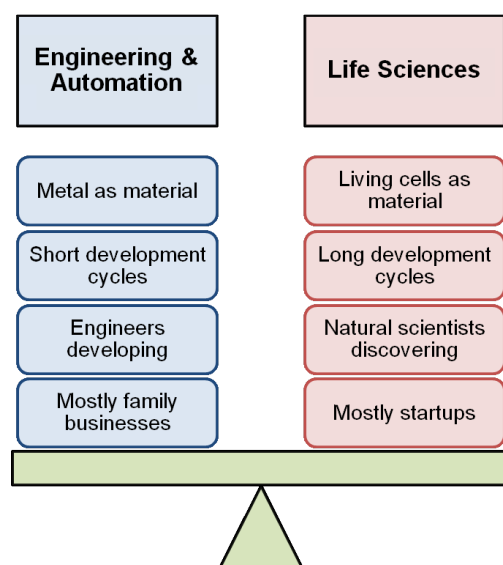 Engineering &
Automation
Life Sciences
Metal as material
Living cells as
material
Short development
cycles
Long development
cycles
Engineers
developing
Natural scientists
discovering
Mostly family
businesses
Mostly startups